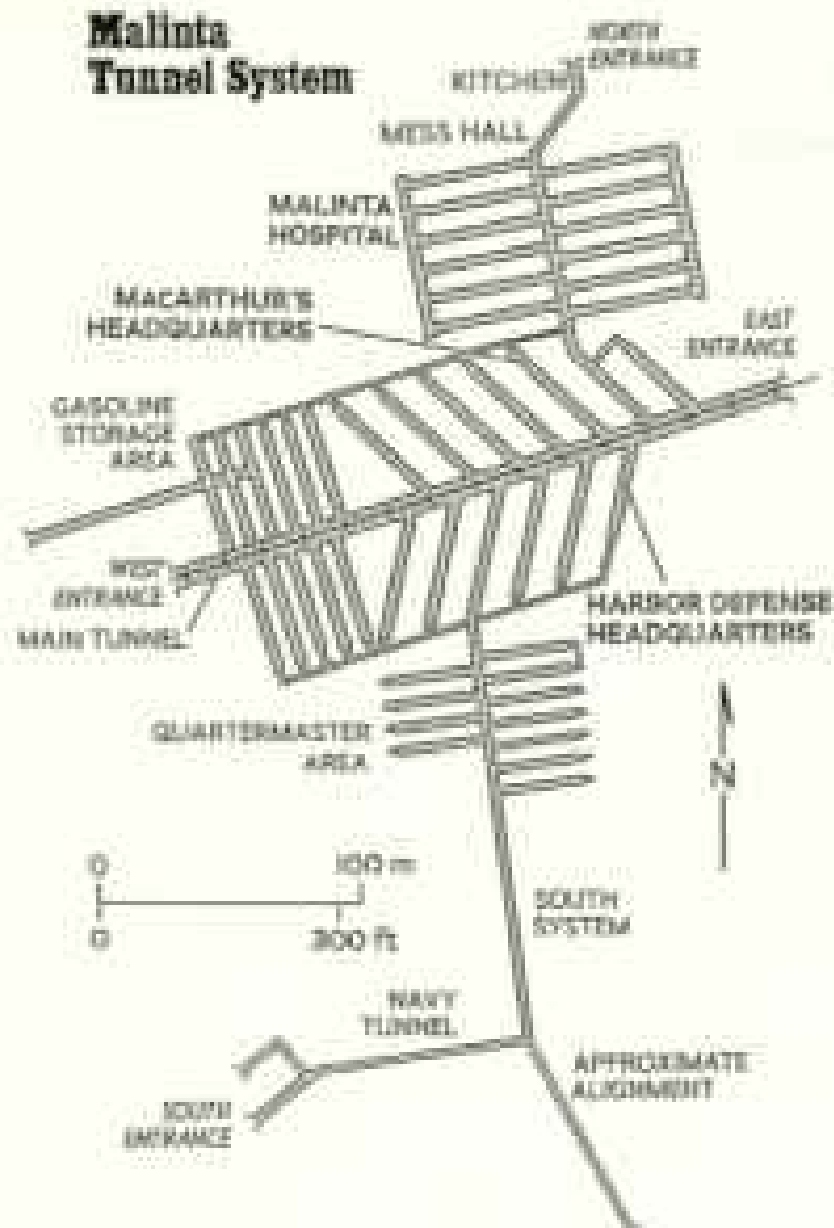 Malinta
Tunnel System
NORTH
ENTRANCE
KITCHEN
MESS HALL
MALINTA
HOSPITAL
MACARTHUR'S
HEADQUARTERS
EAST
ENTRANCE
GASOLINE
STORAGE
AREA
WEST
ENTRANCE
MAIN TUNNEL
HARBOR DEFENSE
HEADQUARTERS
QUARTERMASTER
AREA
N
0 100 m
0 300 ft
SOUTH
SYSTEM
NAVY
TUNNEL
APPROXIMATE
ALIGNMENT
SOUTH
ENTRANCE